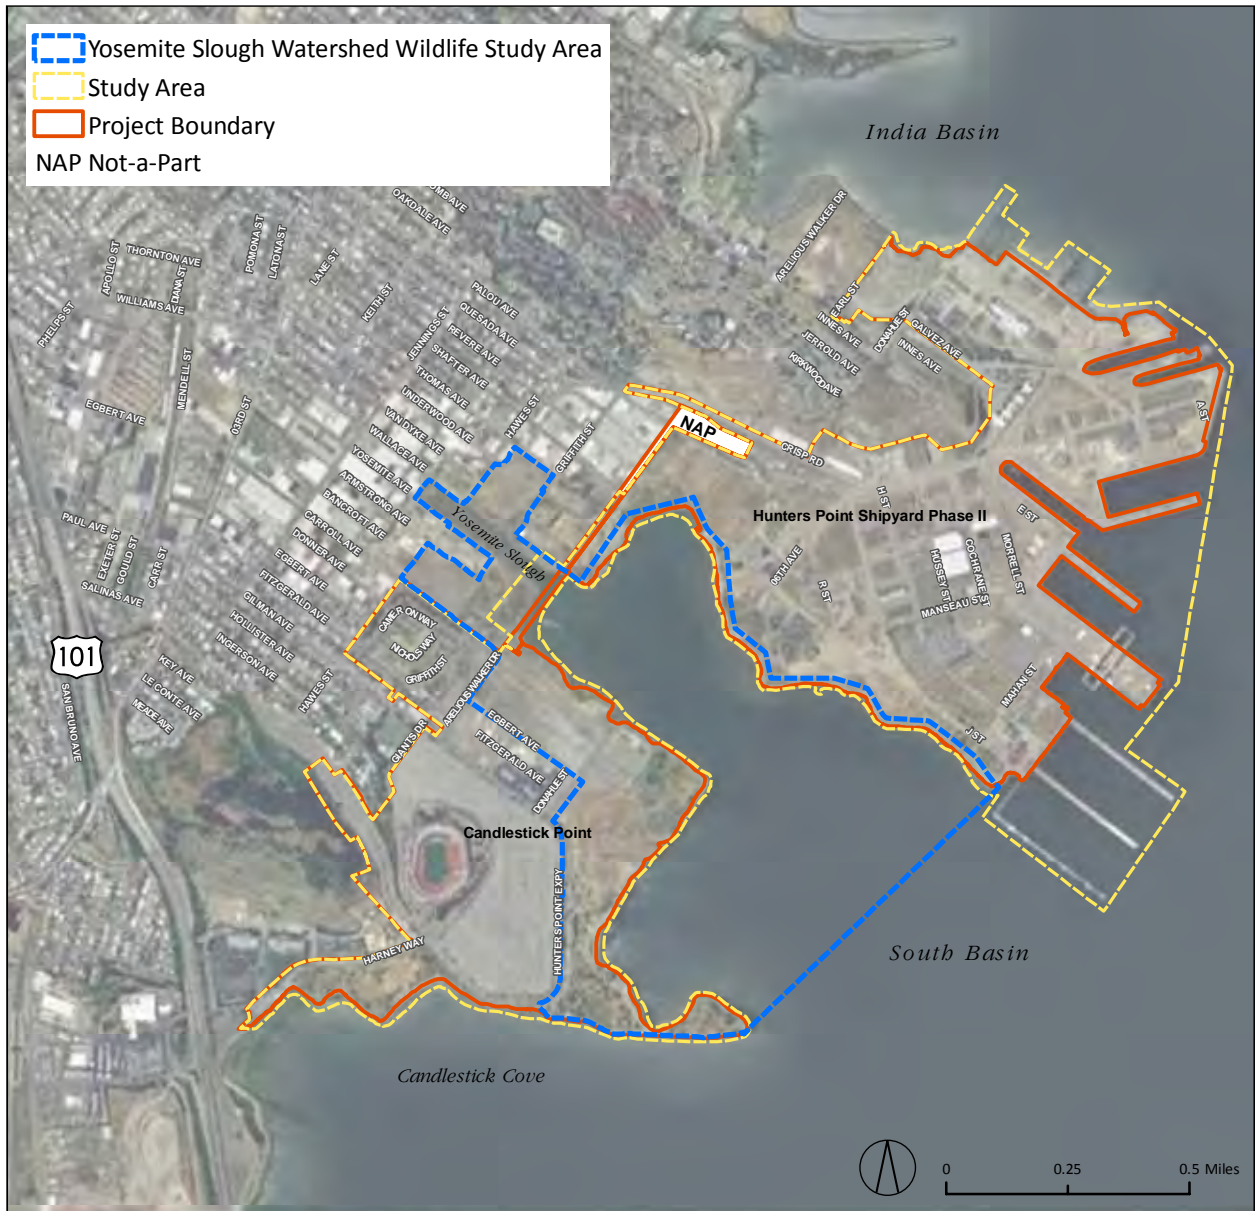 Yosemite Slough Watershed Wildlife Study Area
Study Area
Project Boundary
NAP Not-a-Part
India Basin
OAKDALE AVE
ARELIOUS WALKER DR
POMONA ST
LATONA ST
LANE ST
APOLLO ST
THORNTON AVE
DIANA ST
WILLIAMS AVE
KEITH ST
PHELPS ST
PALOU AVE
QUESADA AVE
REVERE AVE
JENNINGS ST
SHAFTER AVE
THOMAS AVE
UNDERWOOD AVE
VAN DYKE AVE
WALLACE AVE
YOSEMITE AVE
ARMSTRONG AVE
BANCROFT AVE
CARROLL AVE
DONNER AVE
EGBERT AVE
FITZGERALD AVE
GILMAN AVE
HOLLISTER AVE
INGERSON AVE
MENDELL ST
03RD ST
EGBERT AVE
HAWES ST
GRIFFITH ST
EARL ST
INNES AVE
JERROLD AVE
KIRKWOOD AVE
DONAHUE ST
GALVEZ AVE
INNES AVE
A ST
NAP
CRISP RD
H ST
Hunters Point Shipyard Phase II
E ST
Yosemite Slough
PAUL AVE
EXETER ST
GOULD ST
CARR ST
SALINAS AVE
06TH AVE
R ST
HUSSEY ST
COCHRANE ST
MORRELL ST
MANSEAU ST
CAMERON WAY
NICHOLS WAY
GRIFFITH ST
ARELIOUS WALKER DR
101
SAN BRUNO AVE
KEY AVE
LE CONTE AVE
MEADE AVE
HAWES ST
GIANTS DR
EGBERT AVE
FITZGERALD AVE
DONAHUE ST
MAHAN ST
J ST
Candlestick Point
HUNTERS POINT EXPY
HARNEY WAY
South Basin
Candlestick Cove
0 0.25 0.5 Miles